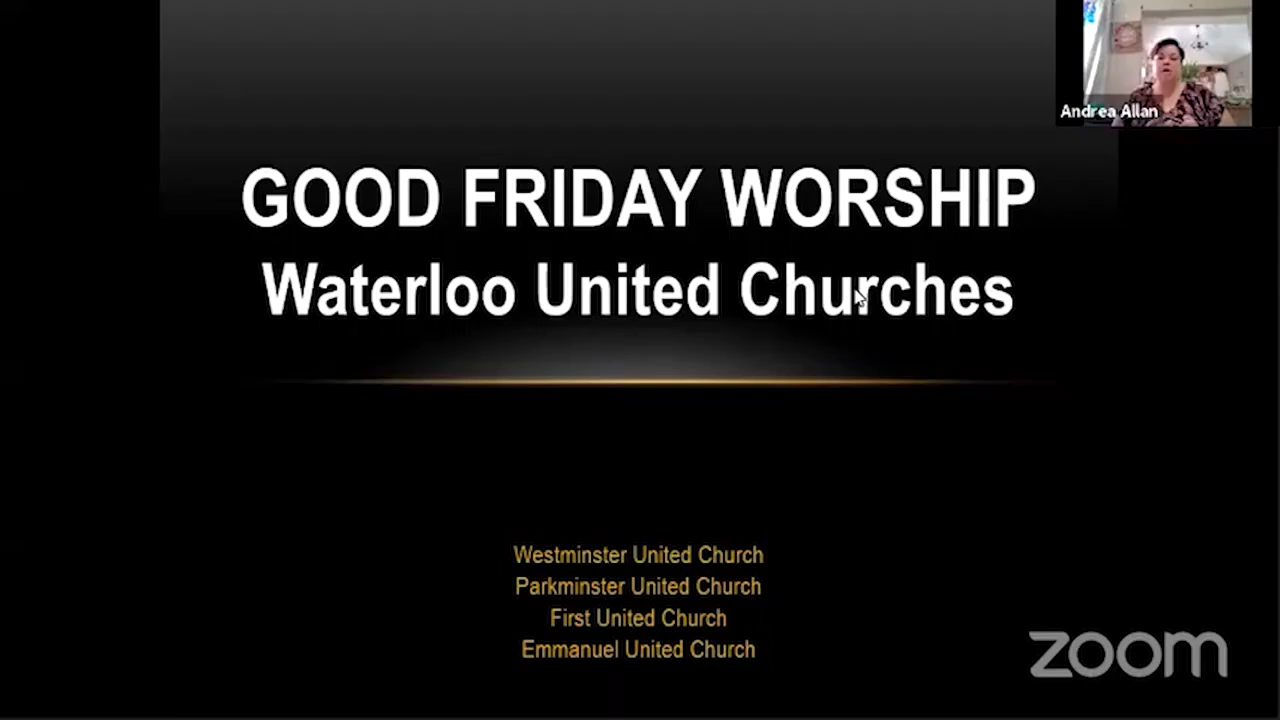 Andrea Allan
GOOD FRIDAY WORSHIP
Waterloo United Churches
Westminster United Church
Parkminster United Church
First United Church
Emmanuel United Church
zoom